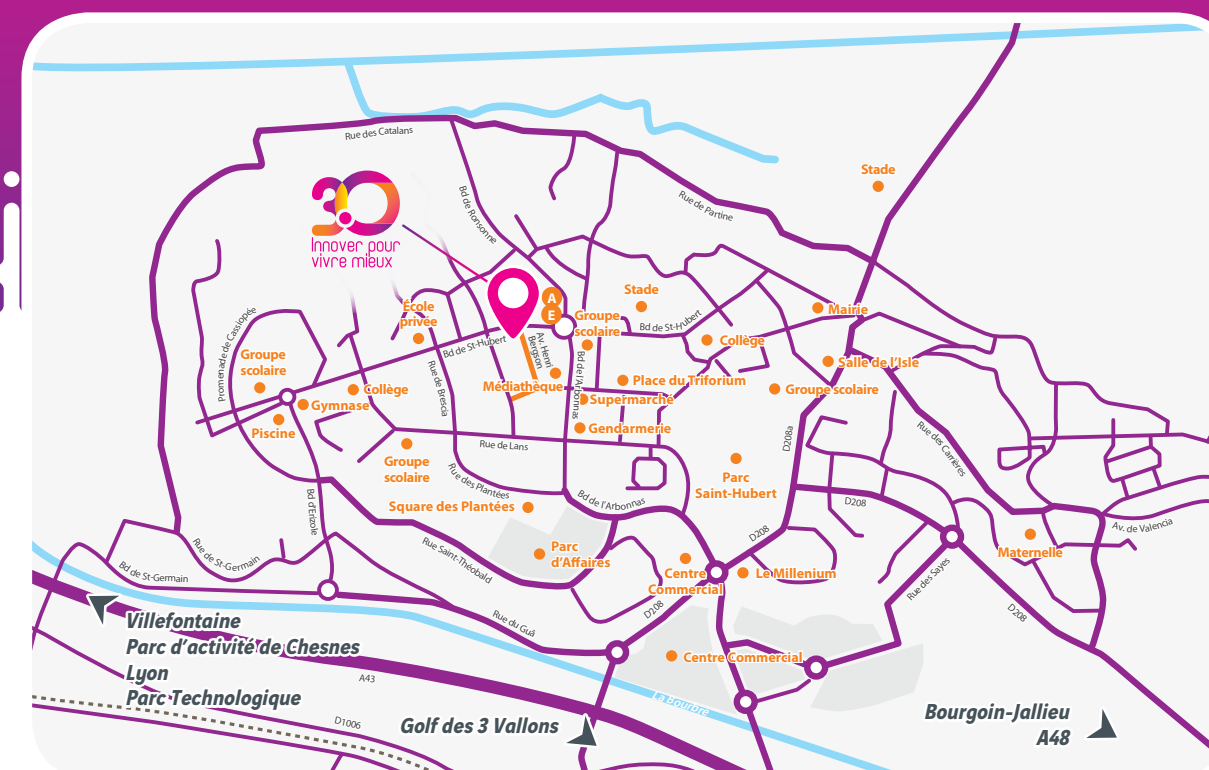 Rue des Catalans
Stade
30
Innover pour
vivre mieux
Bd de Ronsonne
Rue de Partine
Stade
A
E
École
privée
Groupe
scolaire
Bd de St-Hubert
Mairie
Promenade de Cassiopée
Bd de St-Hubert
Av. Henri
Bergson
Collège
Groupe
scolaire
Salle de l'Isle
Médiathèque
Bd de l'Arbonnas
Place du Triforium
Groupe scolaire
Collège
Rue de Brescia
Gymnase
Supermarché
Piscine
Gendarmerie
D208a
Rue des Carrières
Rue de Lans
Groupe
scolaire
Rue des Plantées
Parc
Saint-Hubert
Bd d'Erizole
Square des Plantées
Bd de l'Arbonnas
D208
Av. de Valencia
D208
Rue de St-Germain
Rue Saint-Théobald
Parc
d'Affaires
Maternelle
Bd de St-Germain
Centre
Commercial
Le Millenium
Rue des Sayes
D208
D208
Rue du Guâ
Villefontaine
Parc d'activité de Chesnes
Lyon
Parc Technologique
Centre Commercial
A43
La Bourbre
D1006
Golf des 3 Vallons
Bourgoin-Jallieu
A48